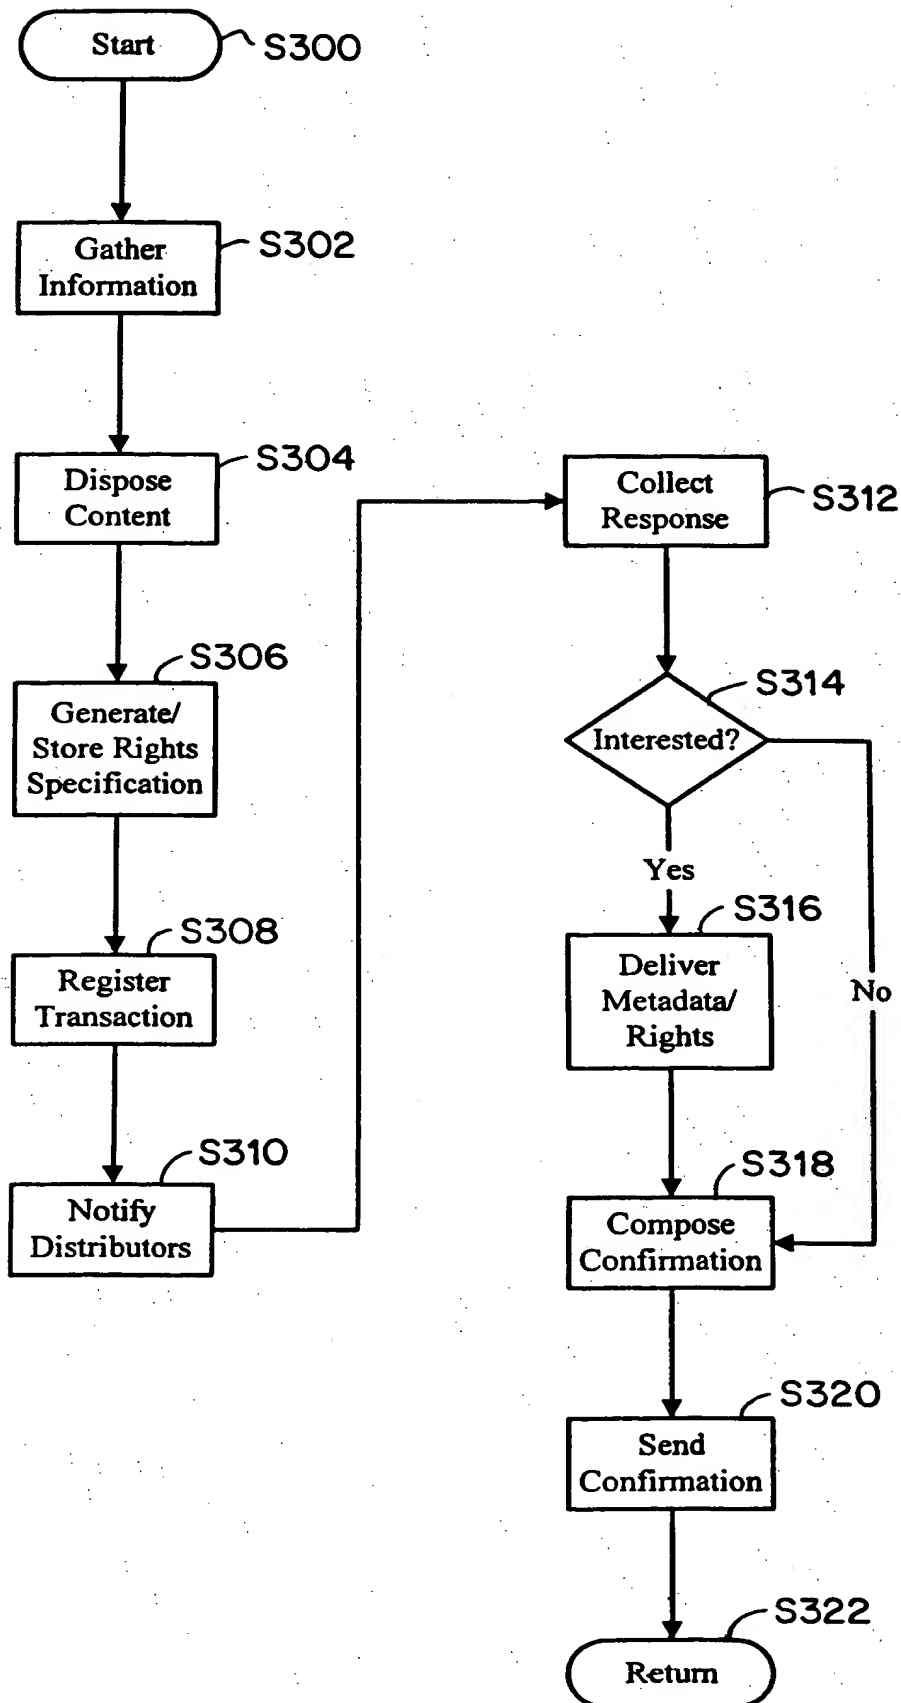 Start
S300
Gather
Information
S302
Dispose
Content
S304
S306
Generate/
Store Rights
Specification
S308
Register
Transaction
S310
Notify
Distributors
Collect
Response
S312
S314
Interested?
Yes
No
S316
Deliver
Metadata/
Rights
S318
Compose
Confirmation
S320
Send
Confirmation
S322
Return